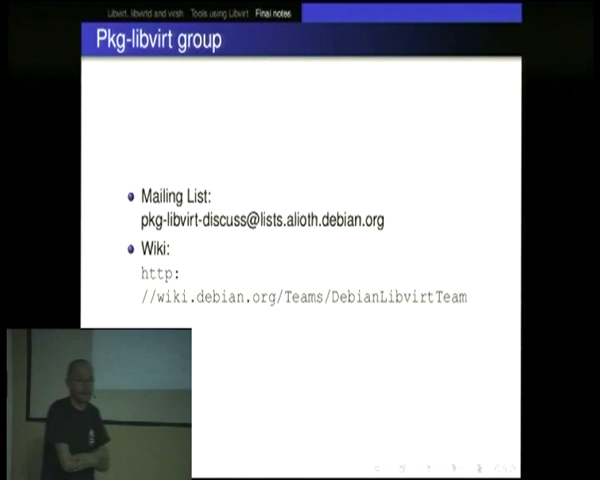 Libvirt, libvirtd and virsh Tools using Libvirt Final notes
Pkg-libvirt group
Mailing List:
pkg-libvirt-discuss@lists.alioth.debian.org
Wiki:
http:
//wiki.debian.org/Teams/DebianLibvirtTeam